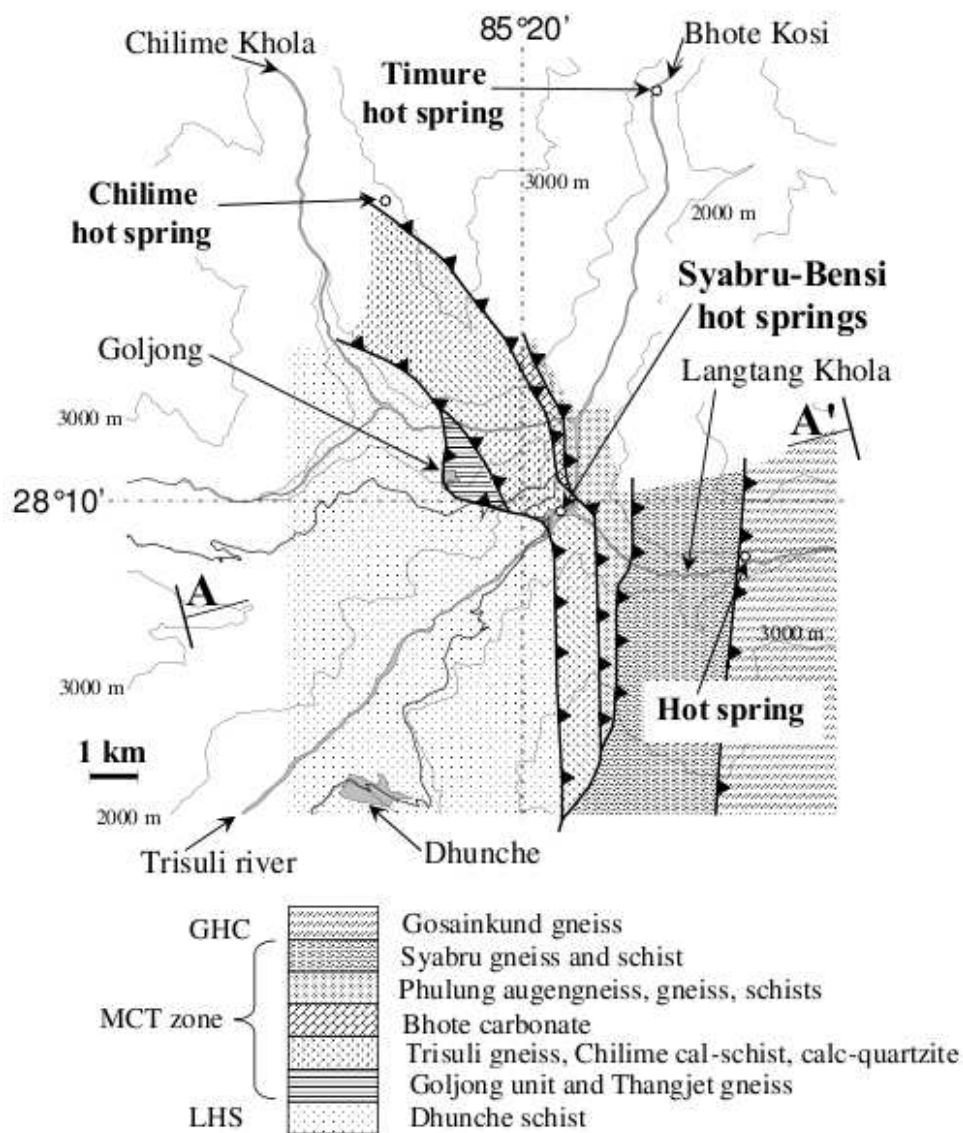 85°20'
Chilime Khola
Bhote Kosi
Timure
hot spring
3000 m
2000 m
Chilime
hot spring
Syabru-Bensi
hot springs
Goljong
Langtang Khola
3000 m
A'
28°10'
A
3000 m
3000 m
Hot spring
1 km
2000 m
Trisuli river
Dhunche
GHC
Gosainkund gneiss
Syabru gneiss and schist
Phulung augengneiss, gneiss, schists
MCT zone
Bhote carbonate
Trisuli gneiss, Chilime cal-schist, calc-quartzite
Goljong unit and Thangjet gneiss
LHS
Dhunche schist